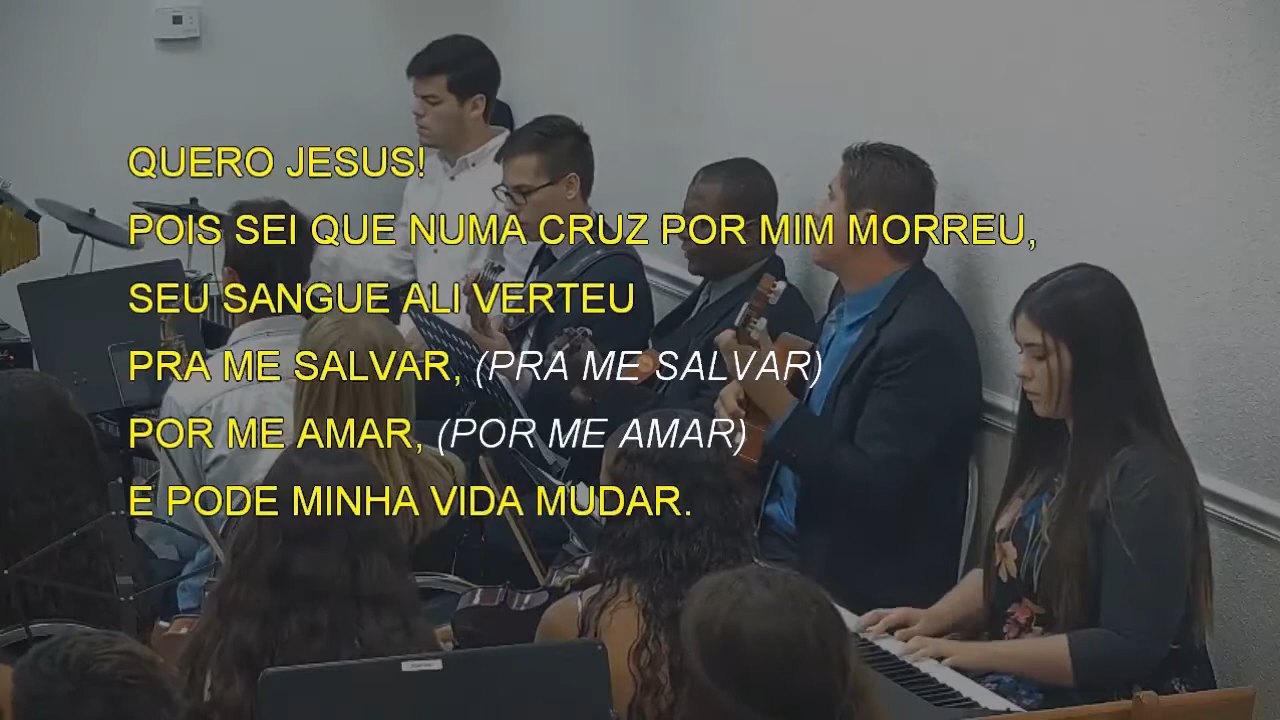 QUERO JESUS!
POIS SEI QUE NUMA CRUZ POR MIM MORREU,
SEU SANGUE ALI VERTEU
PRA ME SALVAR, (PRA ME SALVAR)
POR ME AMAR, (POR ME AMAR)
E PODE MINHA VIDA MUDAR.